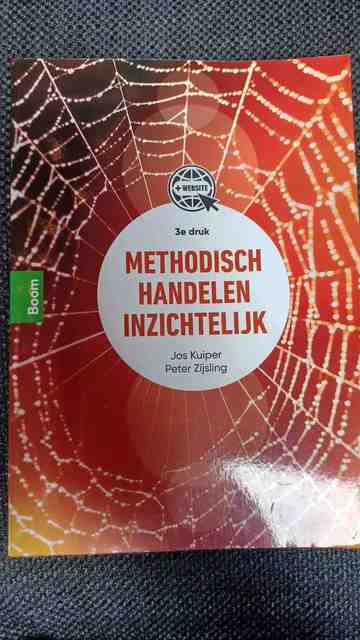 + WEBSITE
3e druk
METHODISCH
HANDELEN
INZICHTELIJK
Jos Kuiper
Peter Zijsling
Boom